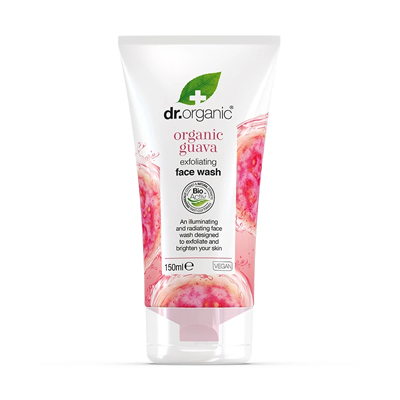 dr.organic®
organic
guava
exfoliating
face wash
Bio
Activ
An illuminating
and radiating face
wash designed
to exfoliate and
brighten your skin
150ml e
VEGAN